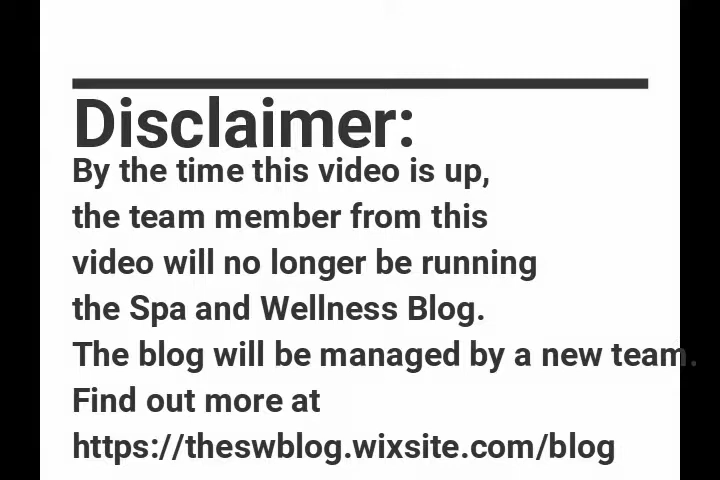 Disclaimer:
By the time this video is up,
the team member from this
video will no longer be running
the Spa and Wellness Blog.
The blog will be managed by a new team.
Find out more at
https://theswblog.wixsite.com/blog